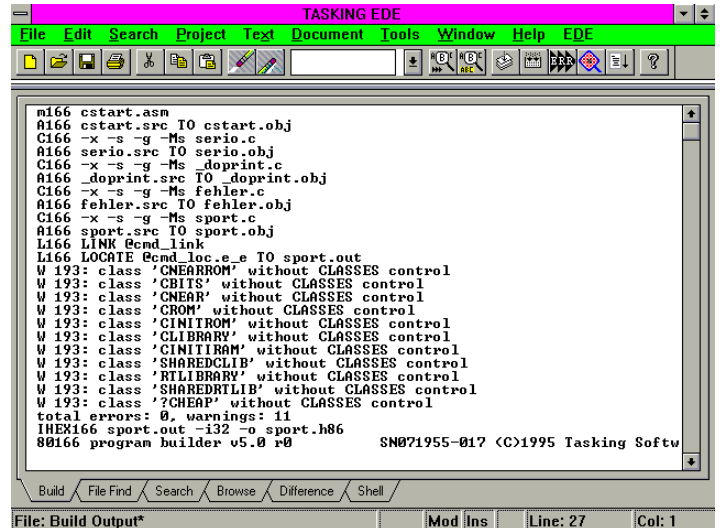 TASKING EDE
File Edit Search Project Text Document Tools Window Help EDE
m166 cstart.asm
A166 cstart.src TO cstart.obj
C166 -x -s -g -Ms serio.c
A166 serio.src TO serio.obj
C166 -x -s -g -Ms _doprint.c
A166 _doprint.src TO _doprint.obj
C166 -x -s -g -Ms fehler.c
A166 fehler.src TO fehler.obj
C166 -x -s -g -Ms sport.c
A166 sport.src TO sport.obj
L166 LINK @cmd_link
L166 LOCATE @cmd_loc.e_e TO sport.out
W 193: class 'CNEARROM' without CLASSES control
W 193: class 'CBITS' without CLASSES control
W 193: class 'CNEAR' without CLASSES control
W 193: class 'CROM' without CLASSES control
W 193: class 'CINITROM' without CLASSES control
W 193: class 'CLIBRARY' without CLASSES control
W 193: class 'CINITIRAM' without CLASSES control
W 193: class 'SHAREDCLIB' without CLASSES control
W 193: class 'RTLIBRARY' without CLASSES control
W 193: class 'SHAREDRTLIB' without CLASSES control
W 193: class '?CHEAP' without CLASSES control
total errors: 0, warnings: 11
IHEX166 sport.out -i32 -o sport.h86
80166 program builder v5.0 r0 SN071955-017 (C)1995 Tasking Softw
Build File Find Search Browse Difference Shell
File: Build Output* Mod Ins Line: 27 Col: 1